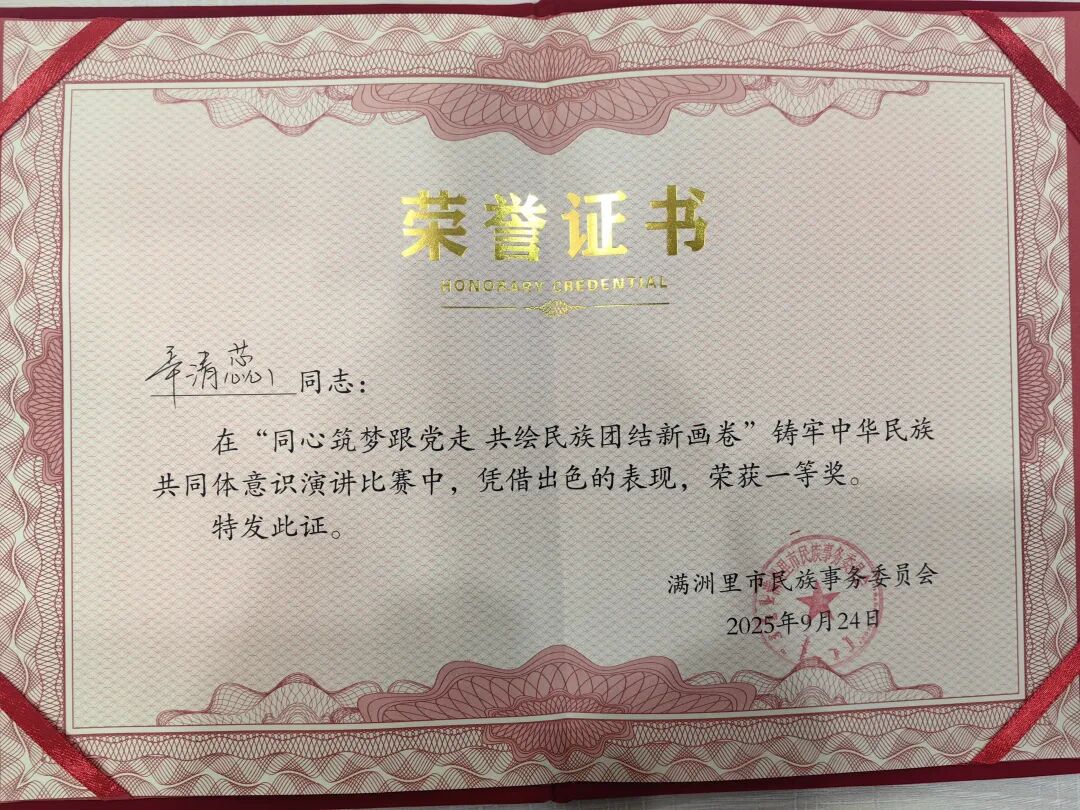 荣誉证书
HONORARY CREDENTIAL
清蕊 同志：
在“同心筑梦跟党走 共绘民族团结新画卷”铸牢中华民族
共同体意识演讲比赛中，凭借出色的表现，荣获一等奖。
特发此证。
满洲里市民族事务委员会
2025年9月24日